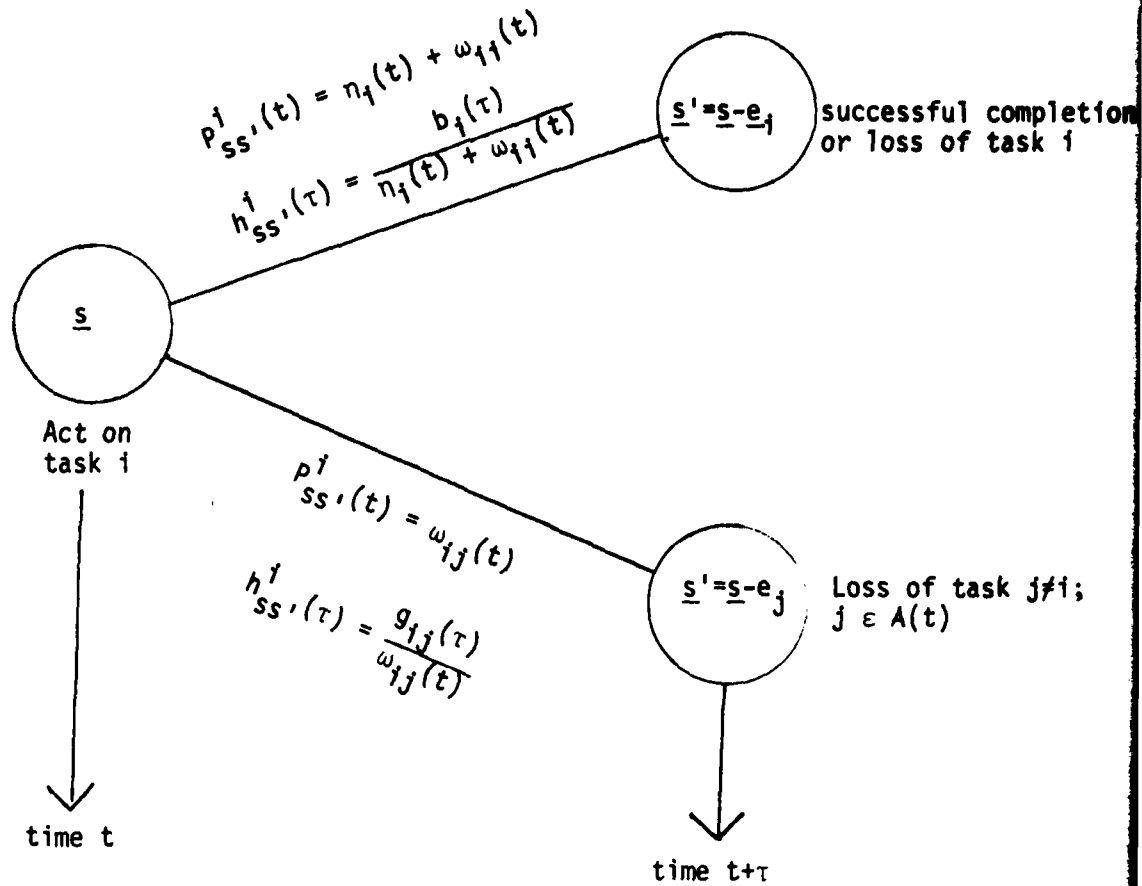 p^i_{ss'}(t) = η_i(t) + ω_{ii}(t)
h^i_{ss'}(τ) = b_i(τ) / (η_i(t) + ω_{ii}(t))
s'=s-e_i
successful completion
or loss of task i
s
Act on
task i
p^i_{ss'}(t) = ω_{ij}(t)
h^i_{ss'}(τ) = g_{ij}(τ) / ω_{ij}(t)
s'=s-e_j
Loss of task j≠i;
j ε A(t)
time t
time t+τ